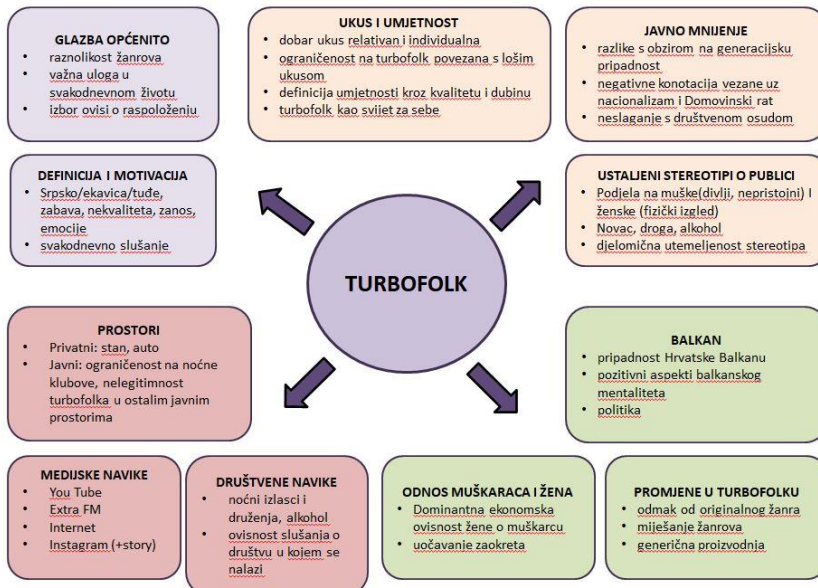 GLAZBA OPĆENITO
• raznolikost žanrova
• važna uloga u
svakodnevnom životu
• izbor ovisi o raspoloženju
UKUS I UMJETNOST
• dobar ukus relativan i individualna
• ograničenost na turbofolk povezana s lošim
ukusom
• definicija umjetnosti kroz kvalitetu i dubinu
• turbofolk kao svijet za sebe
JAVNO MNIJENJE
• razlike s obzirom na generacijsku
pripadnost
• negativne konotacija vezane uz
nacionalizam i Domovinski rat
• neslaganje s društvenom osudom
DEFINICIJA I MOTIVACIJA
• Srpsko/ekavica/tuđe,
zabava, nekvaliteta, zanos,
emocije
• svakodnevno slušanje
USTALJENI STEREOTIPI O PUBLICI
• Podjela na muške(divlji, nepristojni) I
ženske (fizički izgled)
• Novac, droga, alkohol
• djelomična utemeljenost stereotipa
TURBOFOLK
PROSTORI
• Privatni: stan, auto
• Javni: ograničenost na noćne
klubove, nelegitimnost
turbofolka u ostalim javnim
prostorima
BALKAN
• pripadnost Hrvatske Balkanu
• pozitivni aspekti balkanskog
mentaliteta
• politika
MEDIJSKE NAVIKE
• You Tube
• Extra FM
• Internet
• Instagram (+story)
DRUŠTVENE NAVIKE
• noćni izlasci i
druženja, alkohol
• ovisnost slušanja o
društvu u kojem se
nalazi
ODNOS MUŠKARACA I ŽENA
• Dominantna ekonomska
ovisnost žene o muškarcu
• uočavanje zaokreta
PROMJENE U TURBOFOLKU
• odmak od originalnog žanra
• miješanje žanrova
• generična proizvodnja